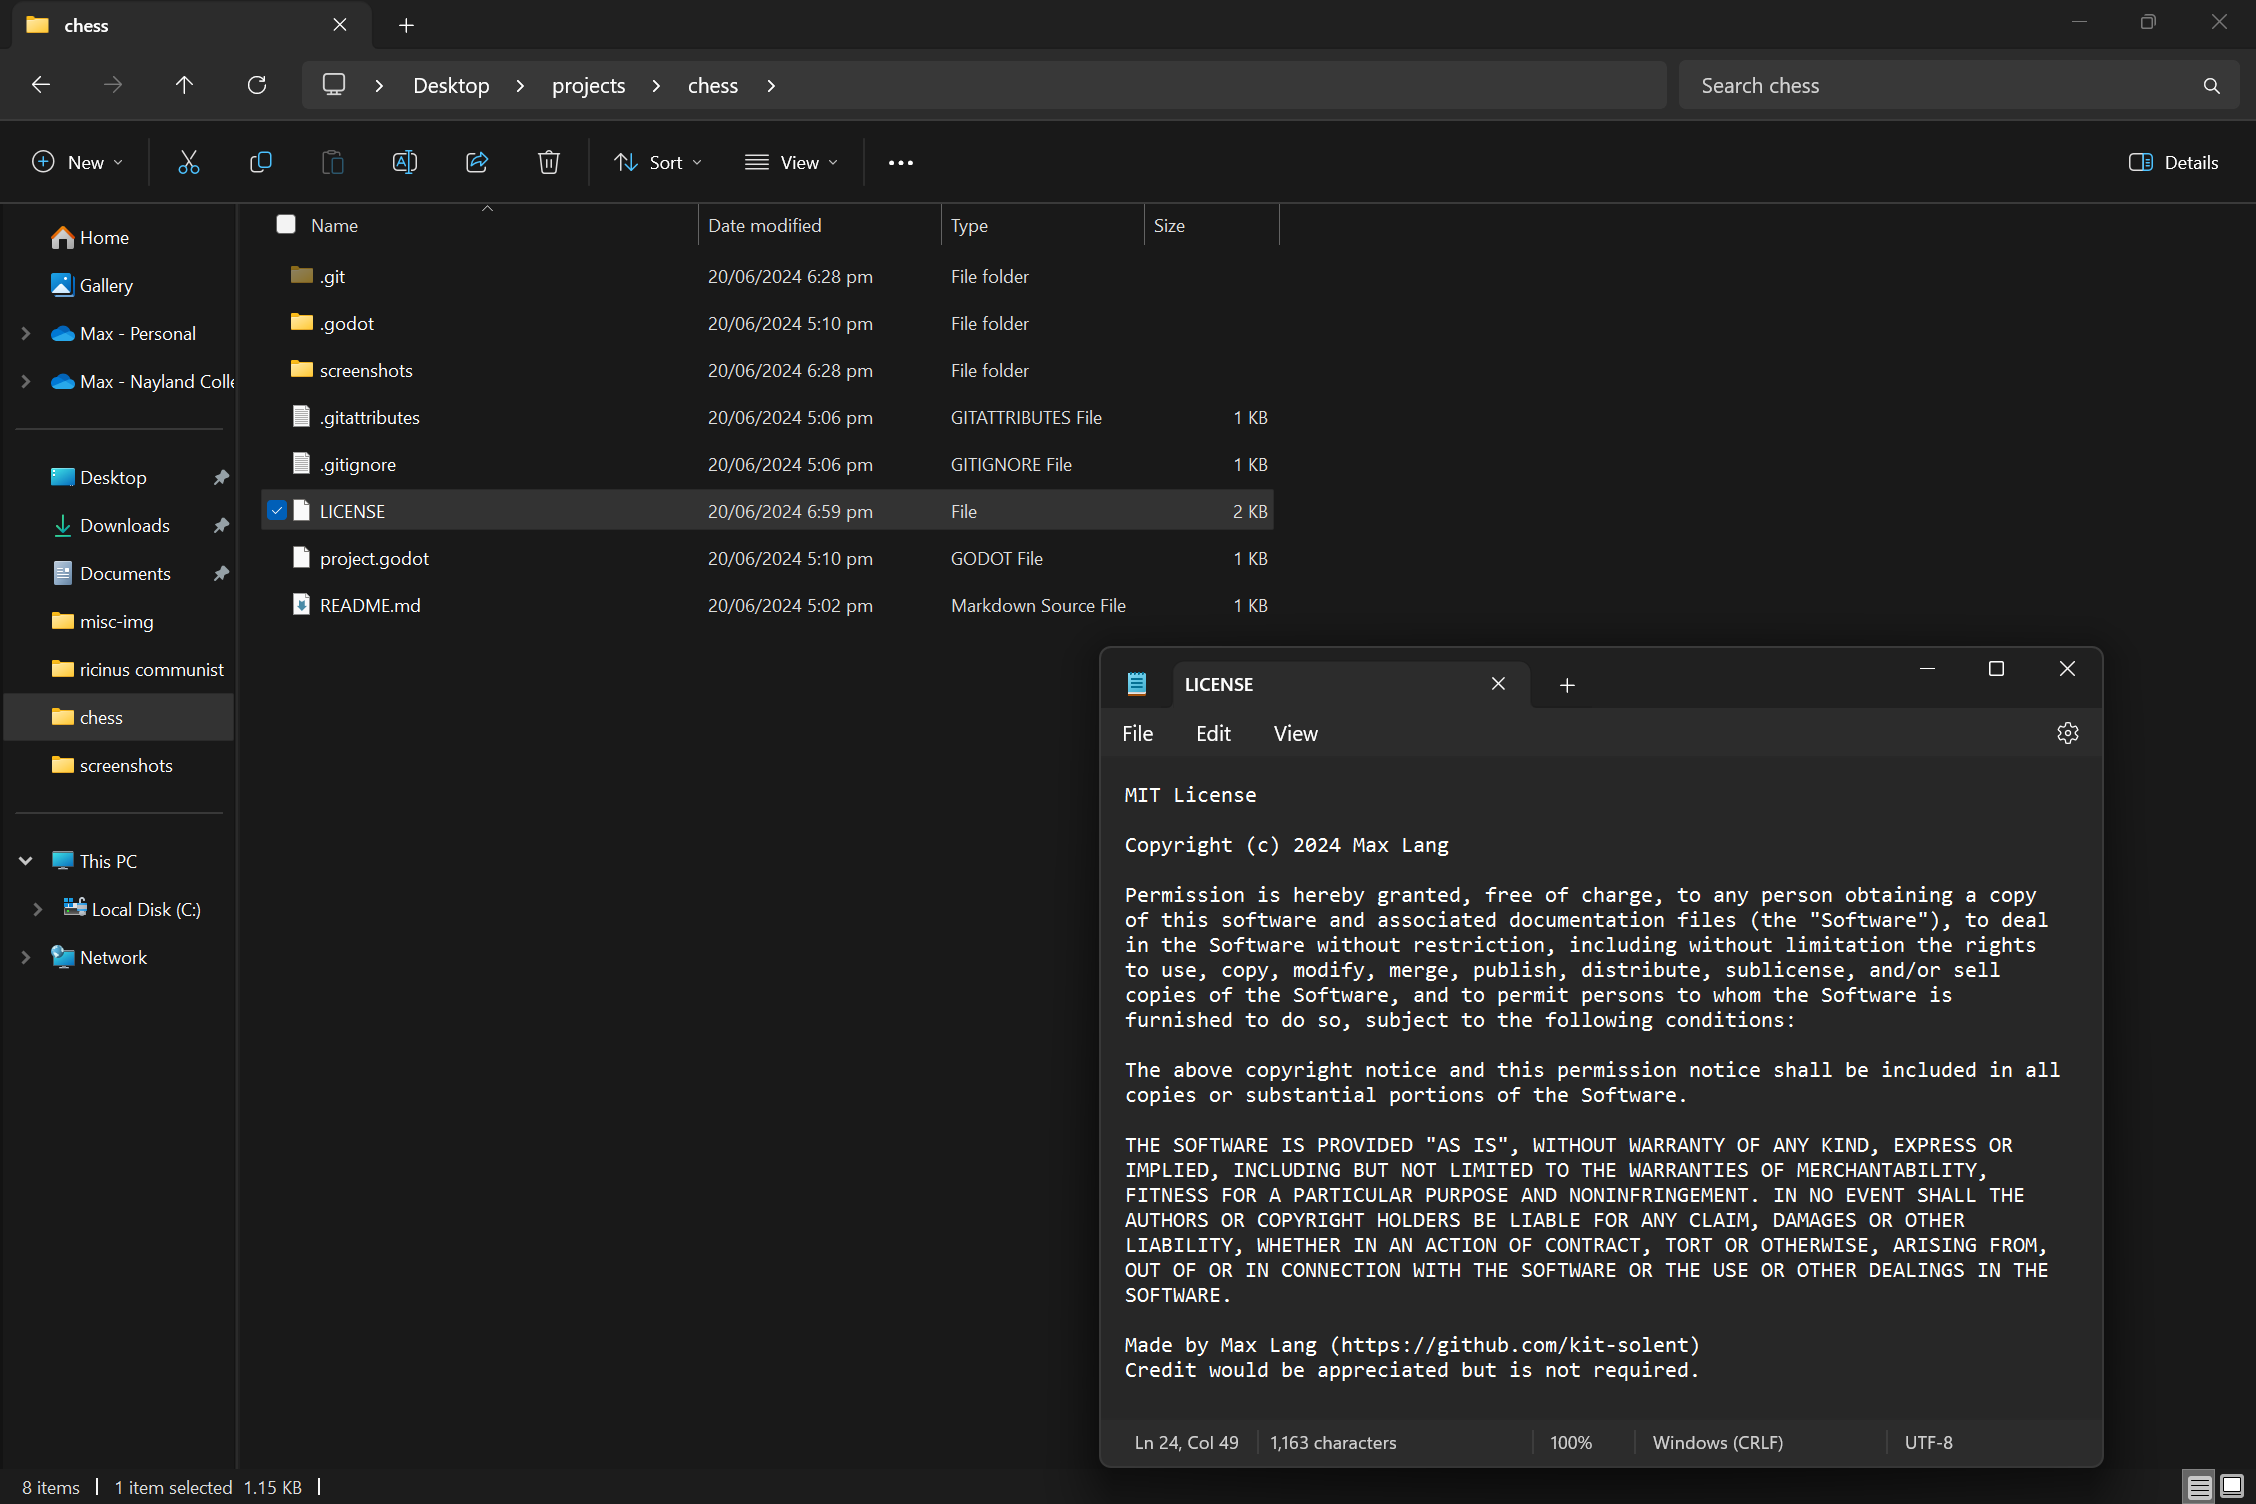 chess
Desktop > projects > chess >
Search chess
New
Sort
View
Details
Home
Gallery
Max - Personal
Max - Nayland Colle
Desktop
Downloads
Documents
misc-img
ricinus communist
chess
screenshots
This PC
Local Disk (C:)
Network
Name Date modified Type Size
.git 20/06/2024 6:28 pm File folder
.godot 20/06/2024 5:10 pm File folder
screenshots 20/06/2024 6:28 pm File folder
.gitattributes 20/06/2024 5:06 pm GITATTRIBUTES File 1 KB
.gitignore 20/06/2024 5:06 pm GITIGNORE File 1 KB
LICENSE 20/06/2024 6:59 pm File 2 KB
project.godot 20/06/2024 5:10 pm GODOT File 1 KB
README.md 20/06/2024 5:02 pm Markdown Source File 1 KB
LICENSE
File Edit View
MIT License
Copyright (c) 2024 Max Lang
Permission is hereby granted, free of charge, to any person obtaining a copy
of this software and associated documentation files (the "Software"), to deal
in the Software without restriction, including without limitation the rights
to use, copy, modify, merge, publish, distribute, sublicense, and/or sell
copies of the Software, and to permit persons to whom the Software is
furnished to do so, subject to the following conditions:
The above copyright notice and this permission notice shall be included in all
copies or substantial portions of the Software.
THE SOFTWARE IS PROVIDED "AS IS", WITHOUT WARRANTY OF ANY KIND, EXPRESS OR
IMPLIED, INCLUDING BUT NOT LIMITED TO THE WARRANTIES OF MERCHANTABILITY,
FITNESS FOR A PARTICULAR PURPOSE AND NONINFRINGEMENT. IN NO EVENT SHALL THE
AUTHORS OR COPYRIGHT HOLDERS BE LIABLE FOR ANY CLAIM, DAMAGES OR OTHER
LIABILITY, WHETHER IN AN ACTION OF CONTRACT, TORT OR OTHERWISE, ARISING FROM,
OUT OF OR IN CONNECTION WITH THE SOFTWARE OR THE USE OR OTHER DEALINGS IN THE
SOFTWARE.
Made by Max Lang (https://github.com/kit-solent)
Credit would be appreciated but is not required.
Ln 24, Col 49 1,163 characters 100% Windows (CRLF) UTF-8
8 items 1 item selected 1.15 KB